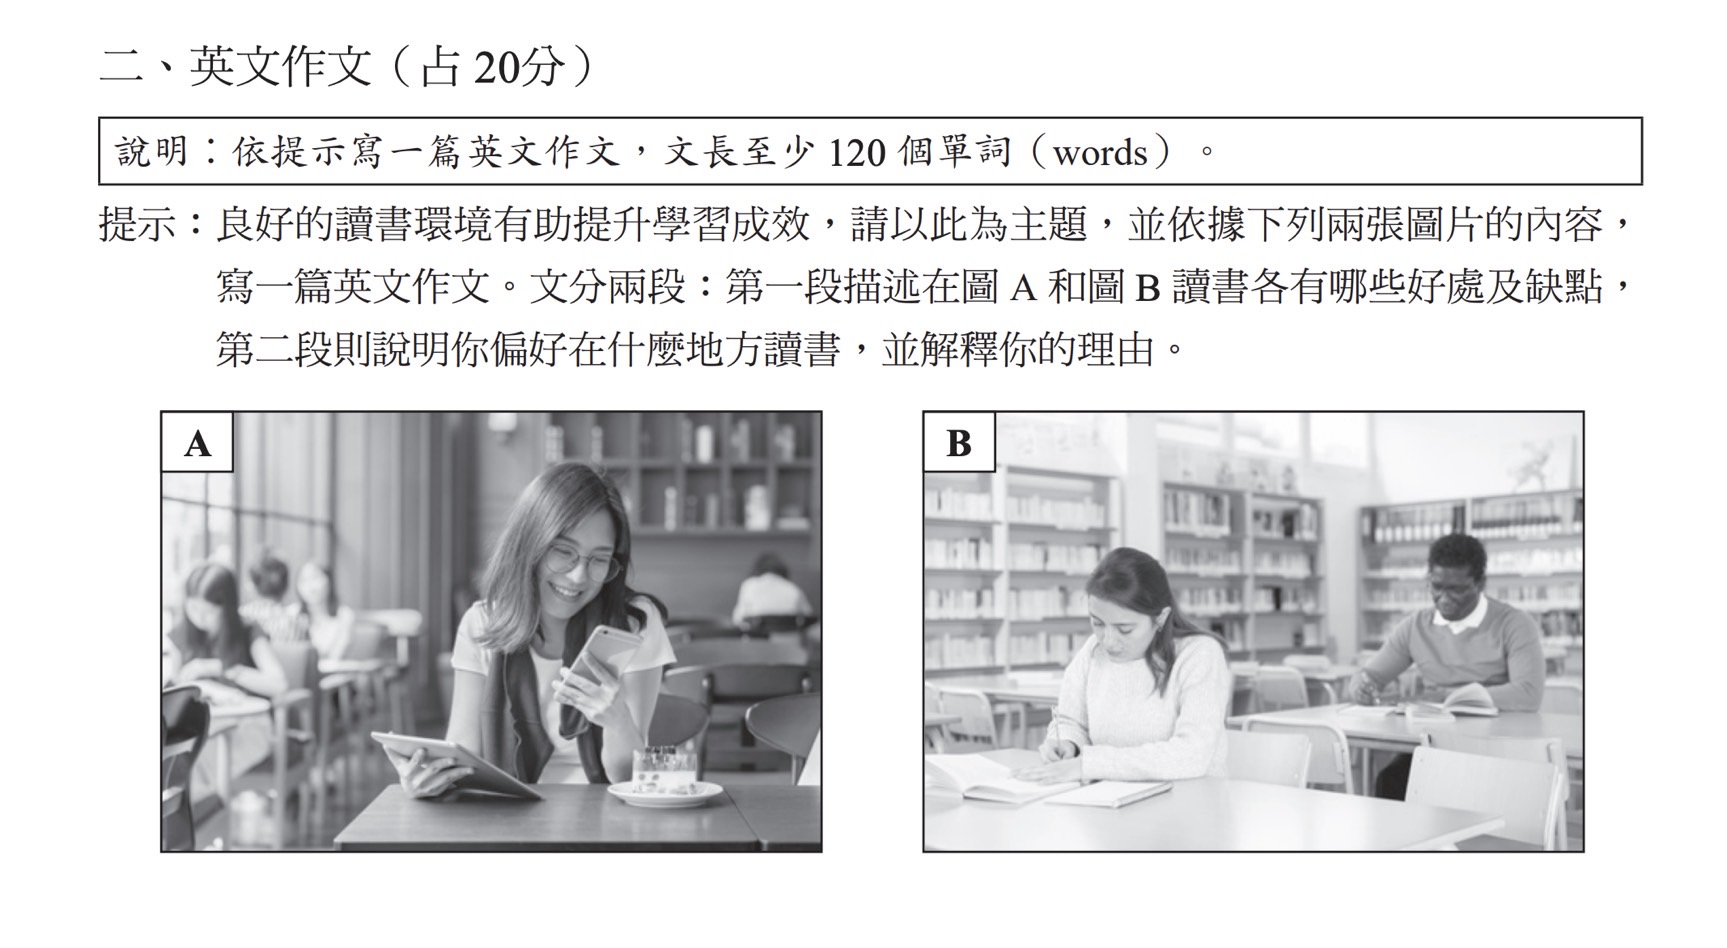 二、英文作文（占 20分）
說明：依提示寫一篇英文作文，文長至少 120 個單詞（words）。
提示：良好的讀書環境有助提升學習成效，請以此為主題，並依據下列兩張圖片的內容，
寫一篇英文作文。文分兩段：第一段描述在圖 A 和圖 B 讀書各有哪些好處及缺點，
第二段則說明你偏好在什麼地方讀書，並解釋你的理由。
A
B